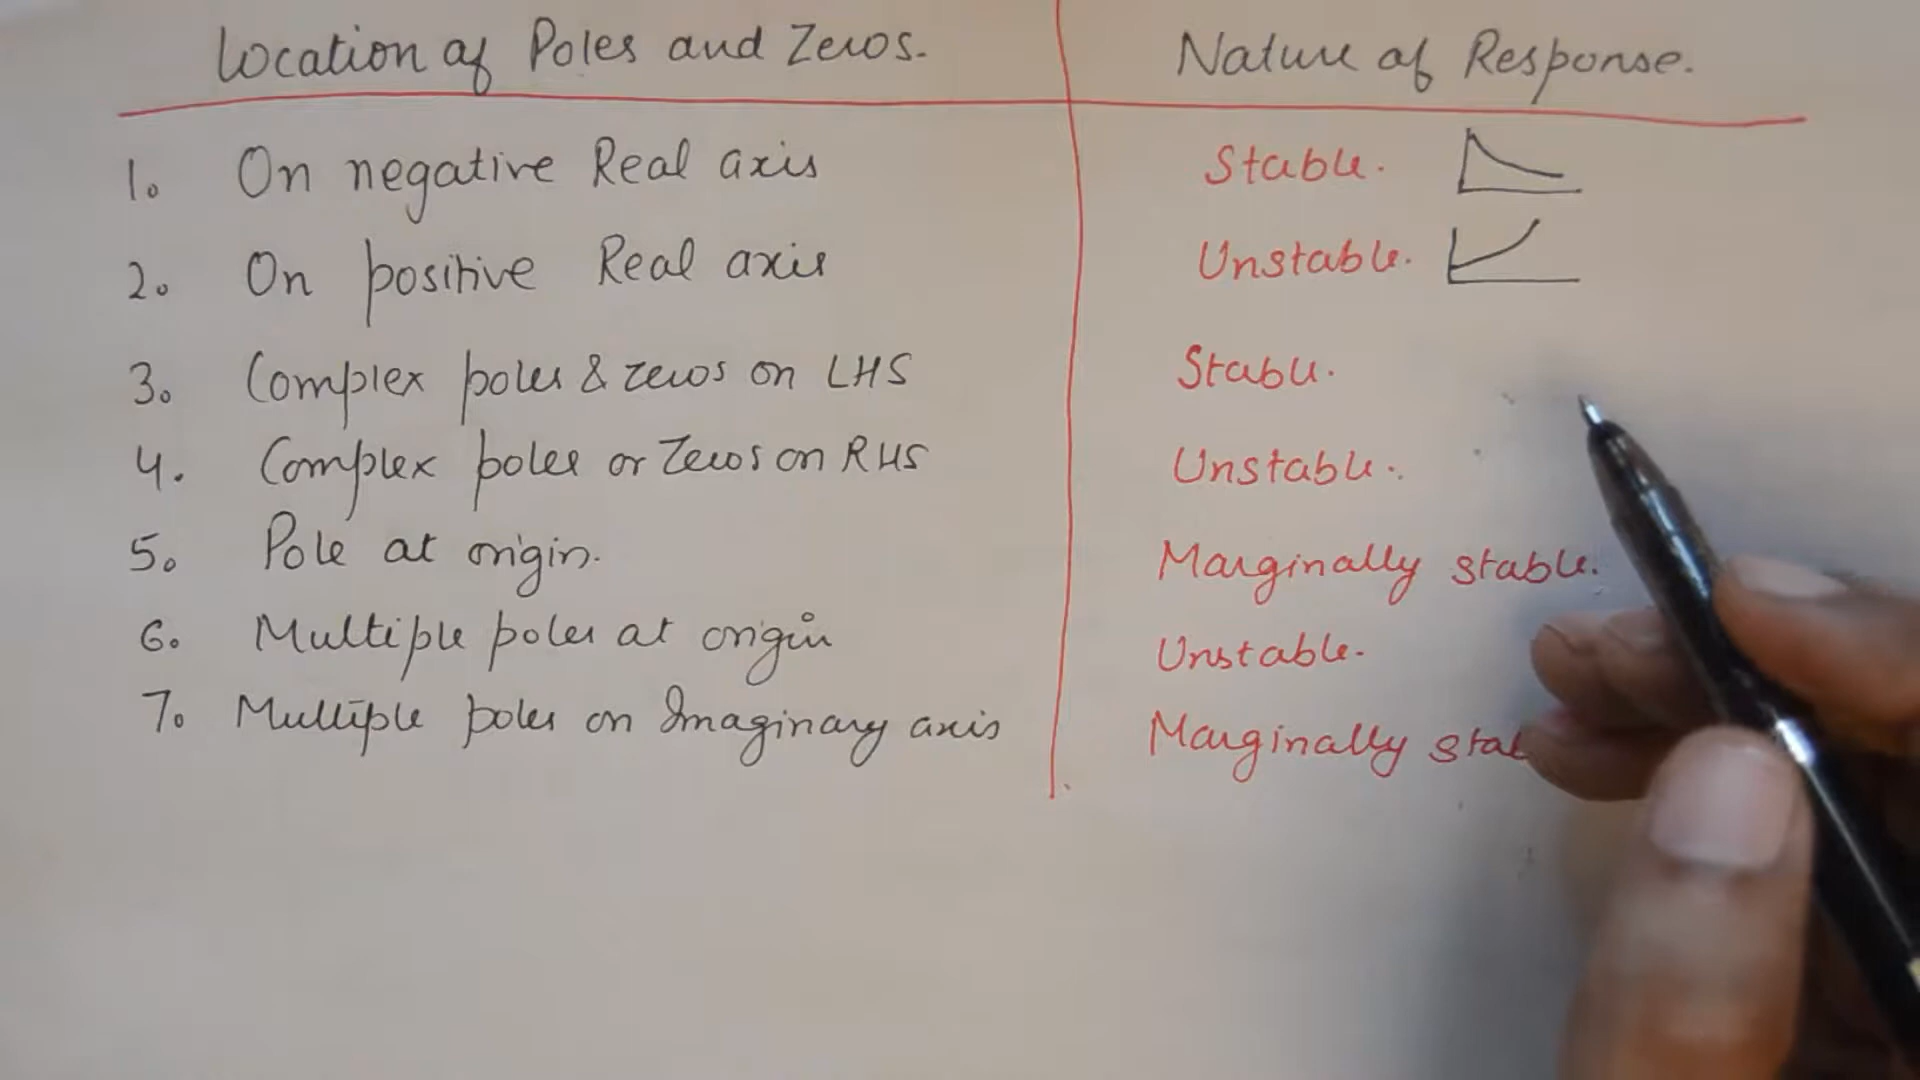 Location of Poles and Zeros. Nature of Response.
1. On negative Real axis Stable.
2. On positive Real axis Unstable.
3. Complex poles & zeros on LHS Stable.
4. Complex poles or Zeros on RHS Unstable.
5. Pole at origin. Marginally stable.
6. Multiple poles at origin Unstable.
7. Multiple poles on Imaginary axis Marginally stab